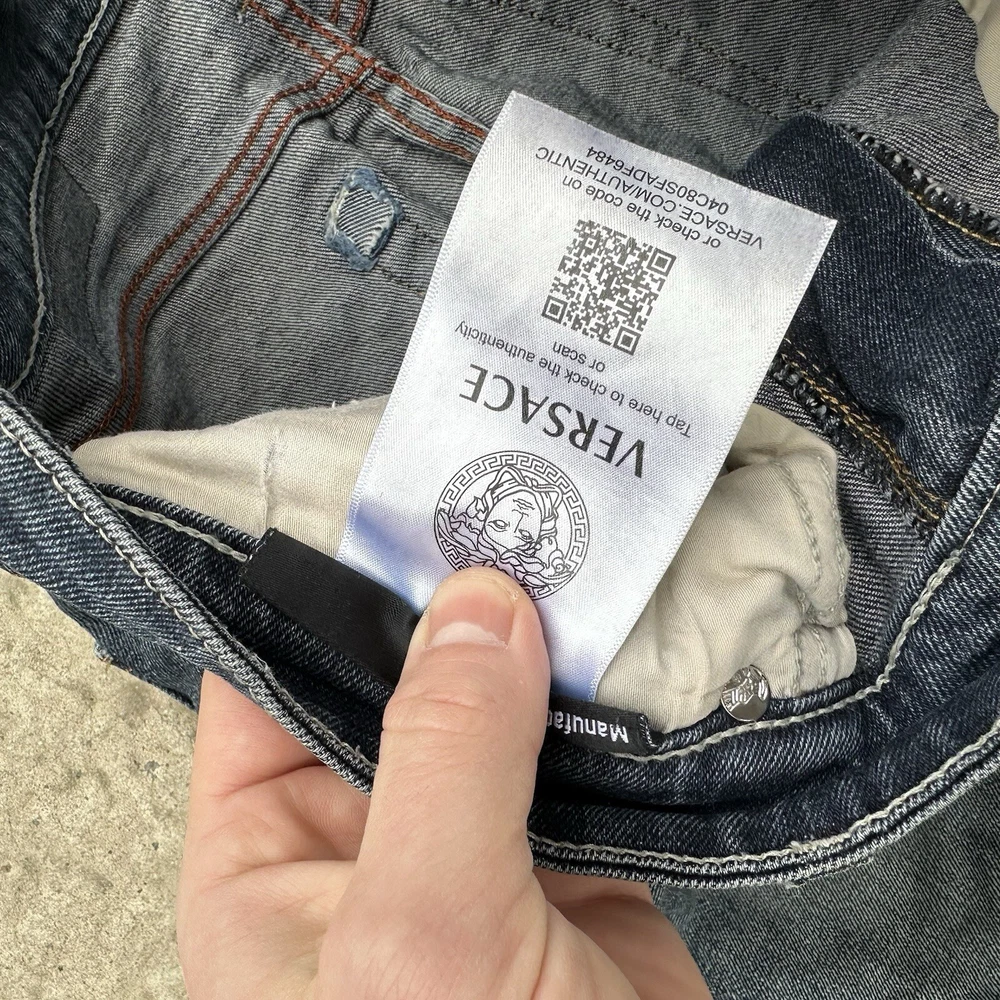 VERSACE
Tap here to check the authenticity
or scan
or check the code on
VERSACE.COM/AUTHENTIC
04C80SFADF6484